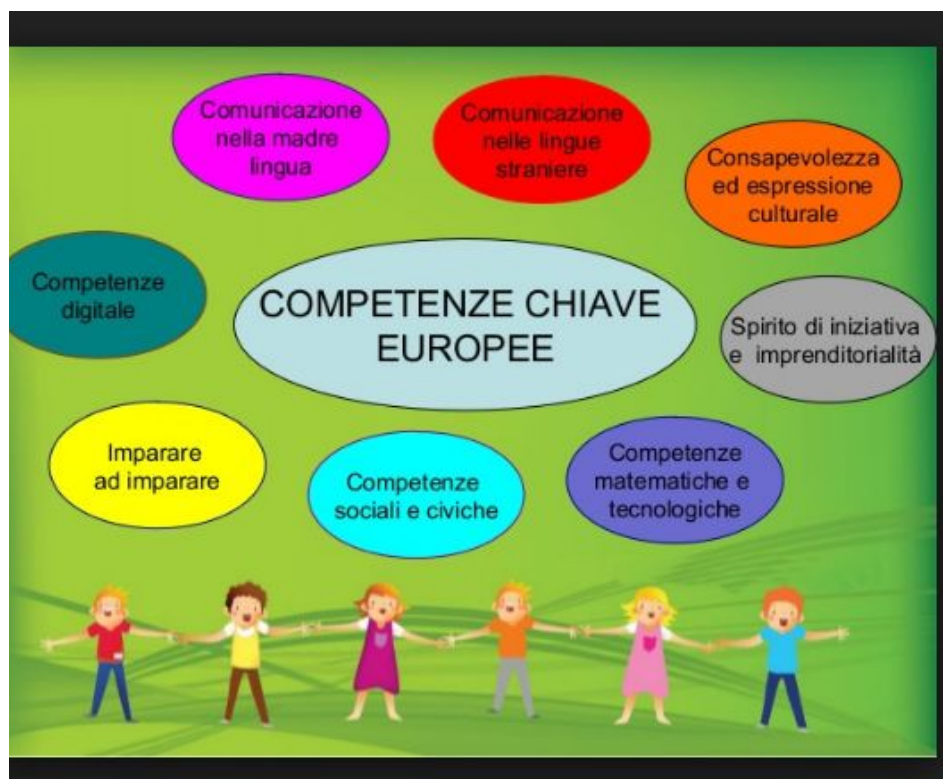 Comunicazione
nella madre
lingua
Comunicazione
nelle lingue
straniere
Consapevolezza
ed espressione
culturale
Competenze
digitale
COMPETENZE CHIAVE
EUROPEE
Spirito di iniziativa
e imprenditorialità
Imparare
ad imparare
Competenze
sociali e civiche
Competenze
matematiche e
tecnologiche